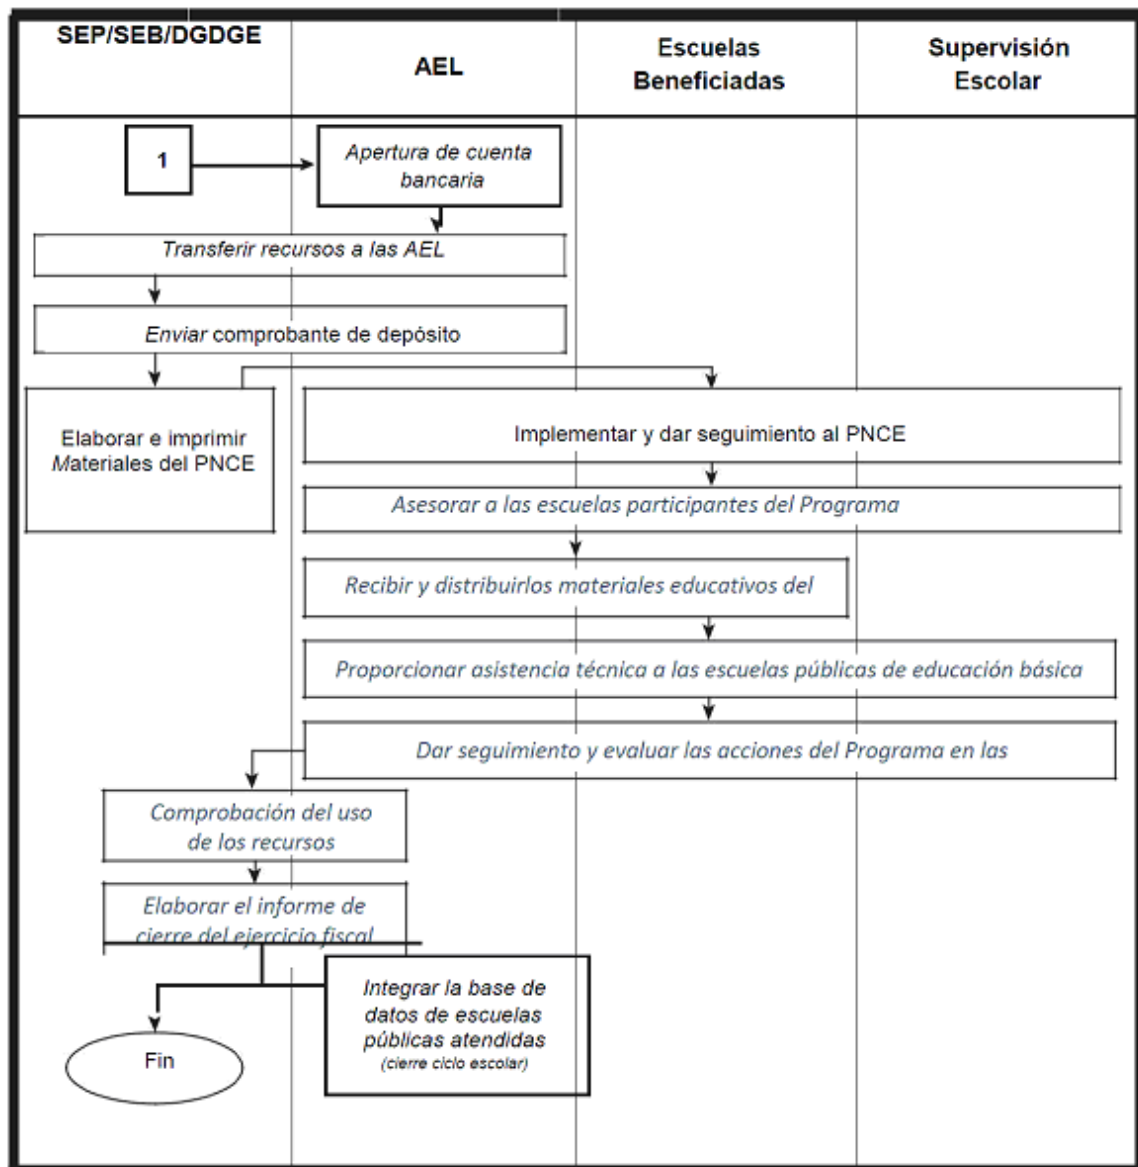 SEP/SEB/DGDGE
AEL
Escuelas
Beneficiadas
Supervisión
Escolar
1
Apertura de cuenta
bancaria
Transferir recursos a las AEL
Enviar comprobante de depósito
Elaborar e imprimir
Materiales del PNCE
Implementar y dar seguimiento al PNCE
Asesorar a las escuelas participantes del Programa
Recibir y distribuirlos materiales educativos del
Proporcionar asistencia técnica a las escuelas públicas de educación básica
Dar seguimiento y evaluar las acciones del Programa en las
Comprobación del uso
de los recursos
Elaborar el informe de
cierre del ejercicio fiscal
Integrar la base de
datos de escuelas
públicas atendidas
(cierre ciclo escolar)
Fin